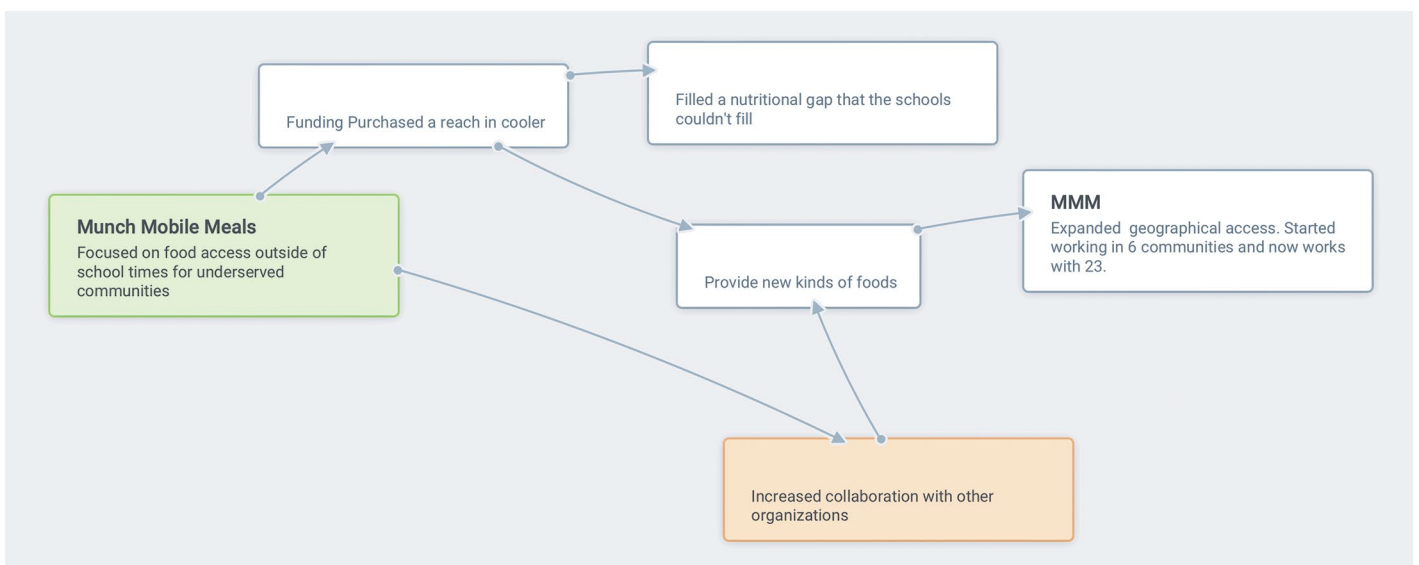 Filled a nutritional gap that the schools
couldn't fill
Funding Purchased a reach in cooler
MMM
Expanded  geographical access. Started
working in 6 communities and now works
with 23.
Munch Mobile Meals
Focused on food access outside of
school times for underserved
communities
Provide new kinds of foods
Increased collaboration with other
organizations